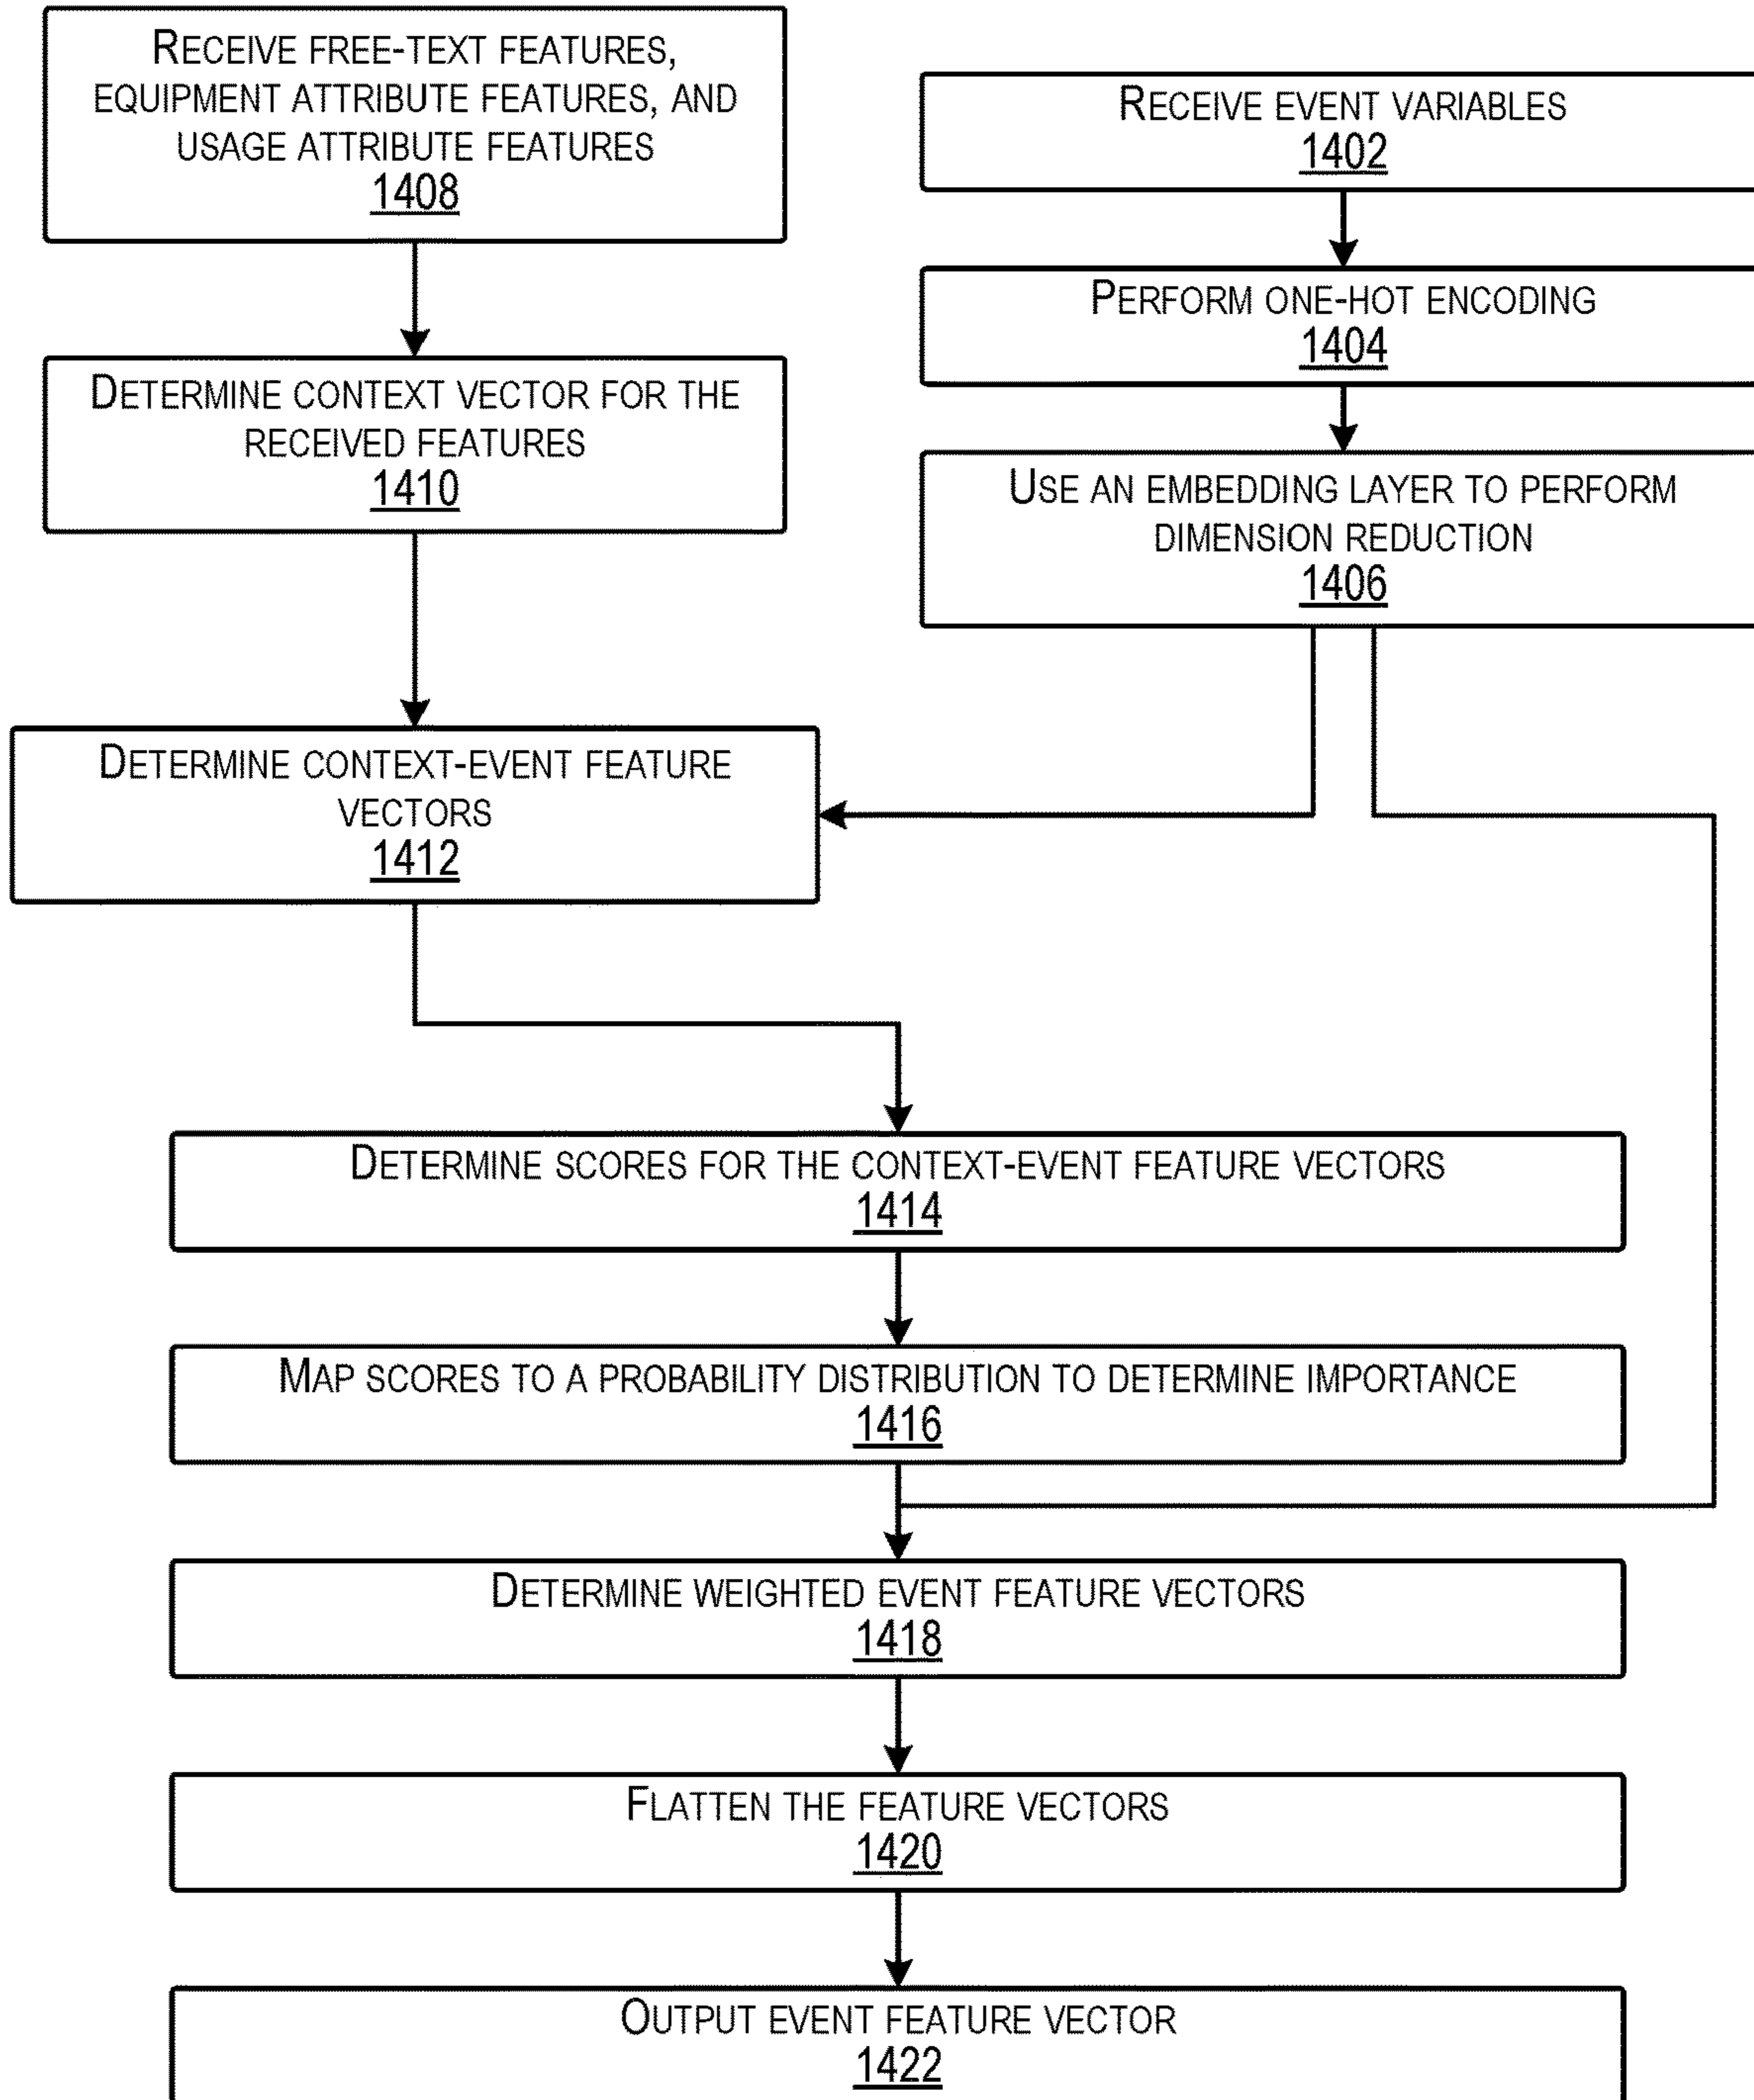 RECEIVE FREE-TEXT FEATURES,
EQUIPMENT ATTRIBUTE FEATURES, AND
USAGE ATTRIBUTE FEATURES
1408
RECEIVE EVENT VARIABLES
1402
PERFORM ONE-HOT ENCODING
1404
DETERMINE CONTEXT VECTOR FOR THE
RECEIVED FEATURES
1410
USE AN EMBEDDING LAYER TO PERFORM
DIMENSION REDUCTION
1406
DETERMINE CONTEXT-EVENT FEATURE
VECTORS
1412
DETERMINE SCORES FOR THE CONTEXT-EVENT FEATURE VECTORS
1414
MAP SCORES TO A PROBABILITY DISTRIBUTION TO DETERMINE IMPORTANCE
1416
DETERMINE WEIGHTED EVENT FEATURE VECTORS
1418
FLATTEN THE FEATURE VECTORS
1420
OUTPUT EVENT FEATURE VECTOR
1422